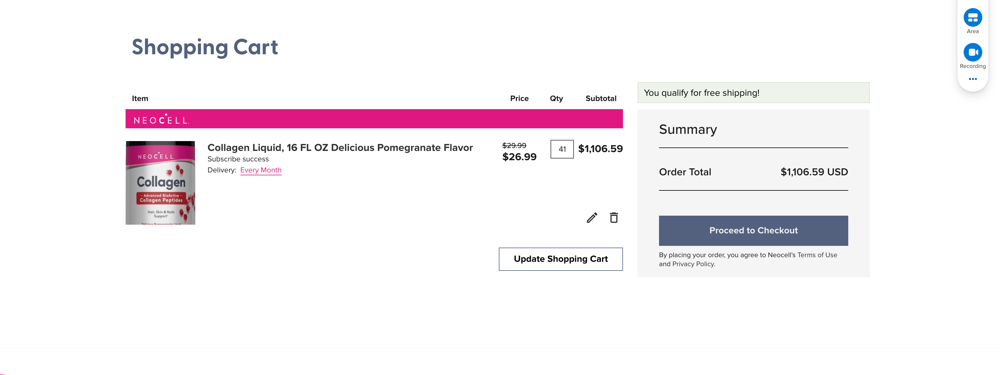 Area
Recording
Shopping Cart
Item Price Qty Subtotal
NEOCELL.
Collagen Liquid, 16 FL OZ Delicious Pomegranate Flavor
Subscribe success
Delivery: Every Month
$29.99
$26.99
41
$1,106.59
NEOCELL
Collagen
Advanced BioActive
Collagen Peptides
Hair, Skin & Nails
Support
Delicious Pomegranate Liquid
Update Shopping Cart
You qualify for free shipping!
Summary
Order Total $1,106.59 USD
Proceed to Checkout
By placing your order, you agree to Neocell's Terms of Use
and Privacy Policy.